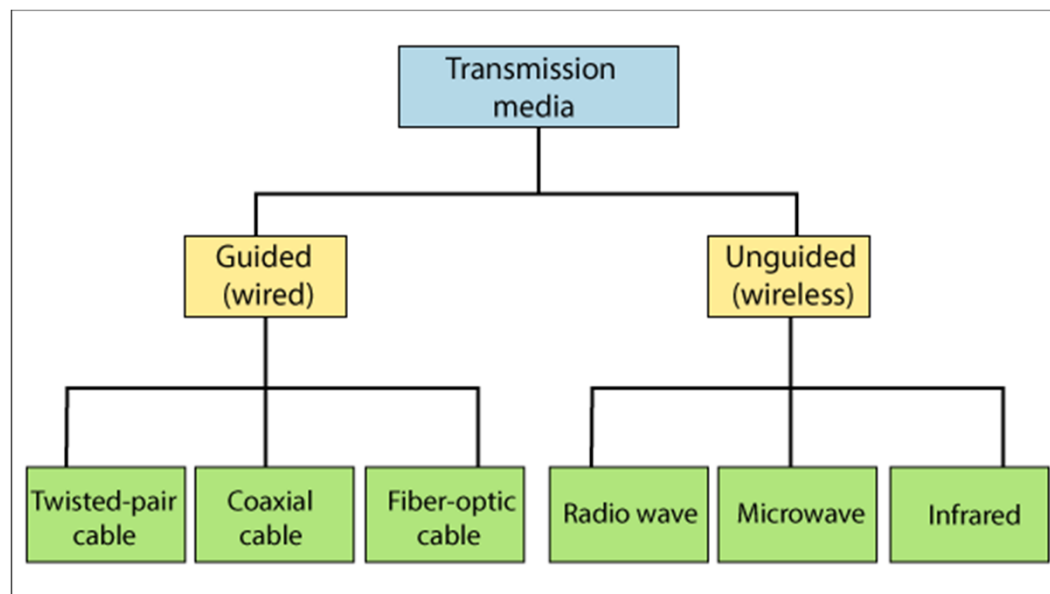 Transmission
media
Guided
(wired)
Unguided
(wireless)
Twisted-pair
cable
Coaxial
cable
Fiber-optic
cable
Radio wave
Microwave
Infrared